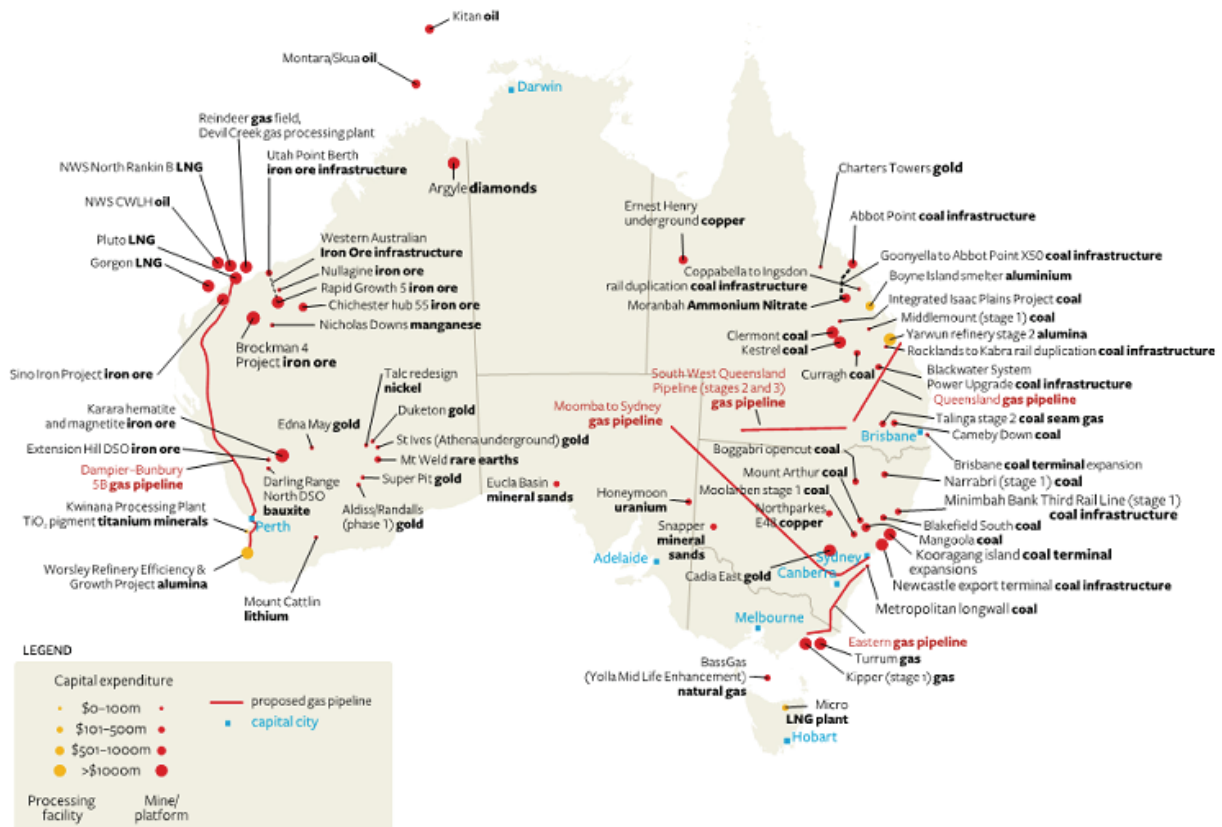 Kitan oil
Montara/Skua oil
Darwin
Reindeer gas field,
Devil Creek gas processing plant
NWS North Rankin B LNG
Utah Point Berth
iron ore infrastructure
Argyle diamonds
Charters Towers gold
NWS CWLH oil
Ernest Henry
underground copper
Abbot Point coal infrastructure
Pluto LNG
Gorgon LNG
Western Australian
Iron Ore infrastructure
Nullagine iron ore
Rapid Growth 5 iron ore
Chichester hub 55 iron ore
Nicholas Downs manganese
Goonyella to Abbot Point X50 coal infrastructure
Coppabella to Ingsdon
rail duplication coal infrastructure
Boyne Island smelter aluminium
Moranbah Ammonium Nitrate
Integrated Isaac Plains Project coal
Middlemount (stage 1) coal
Clermont coal
Yarwun refinery stage 2 alumina
Kestrel coal
Rocklands to Kabra rail duplication coal infrastructure
Brockman 4
Project iron ore
Sino Iron Project iron ore
Curragh coal
Blackwater System
Power Upgrade coal infrastructure
Talc redesign
nickel
South West Queensland
Pipeline (stages 2 and 3)
gas pipeline
Queensland gas pipeline
Moomba to Sydney
gas pipeline
Karara hematite
and magnetite iron ore
Duketon gold
Edna May gold
Talinga stage 2 coal seam gas
Brisbane
Cameby Down coal
St Ives (Athena underground) gold
Extension Hill DSO iron ore
Mt Weld rare earths
Boggabri opencut coal
Brisbane coal terminal expansion
Dampier–Bunbury
5B gas pipeline
Darling Range
North DSO
bauxite
Super Pit gold
Eucla Basin
mineral sands
Mount Arthur coal
Narrabri (stage 1) coal
Honeymoon
uranium
Moolarben stage 1 coal
Minimbah Bank Third Rail Line (stage 1)
coal infrastructure
Kwinana Processing Plant
TiO, pigment titanium minerals
Perth
Aldiss/Randalls
(phase 1) gold
Northparkes
E48 copper
Snapper
mineral
sands
Blakefield South coal
Mangoola coal
Kooragang island coal terminal
expansions
Adelaide
Sydney
Cadia East gold
Canberra
Worsley Refinery Efficiency &
Growth Project alumina
Newcastle export terminal coal infrastructure
Mount Cattlin
lithium
Metropolitan longwall coal
Melbourne
Eastern gas pipeline
Turrum gas
Kipper (stage 1) gas
BassGas
(Yolla Mid Life Enhancement)
natural gas
Micro
LNG plant
Hobart
LEGEND
Capital expenditure
$0–100m
$101–500m
$501–1000m
>$1000m
proposed gas pipeline
capital city
Processing
facility
Mine/
platform